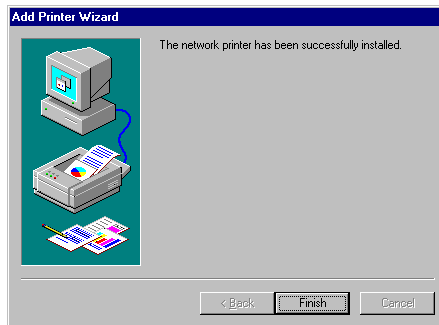 Add Printer Wizard
The network printer has been successfully installed.
< Back
Finish
Cancel